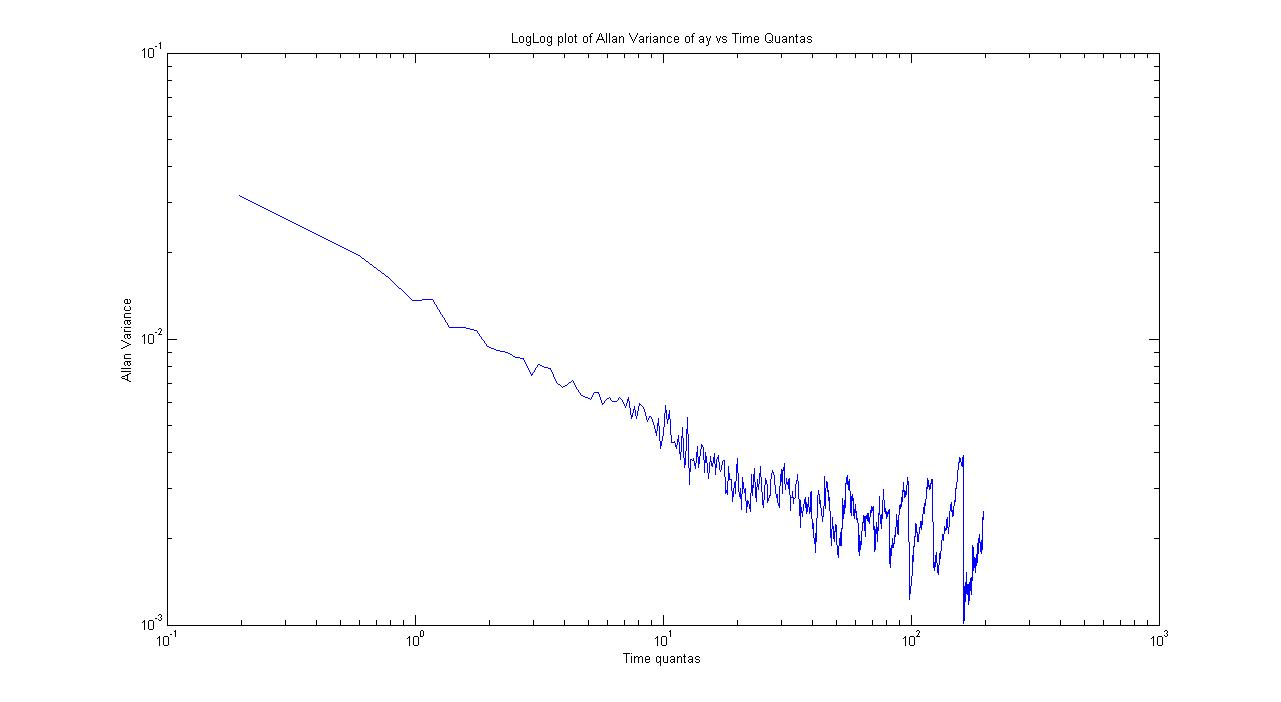 LogLog plot of Allan Variance of ay vs Time Quantas
10^-1
10^-2
10^-3
Allan Variance
10^-1 10^0 10^1 10^2 10^3
Time quantas